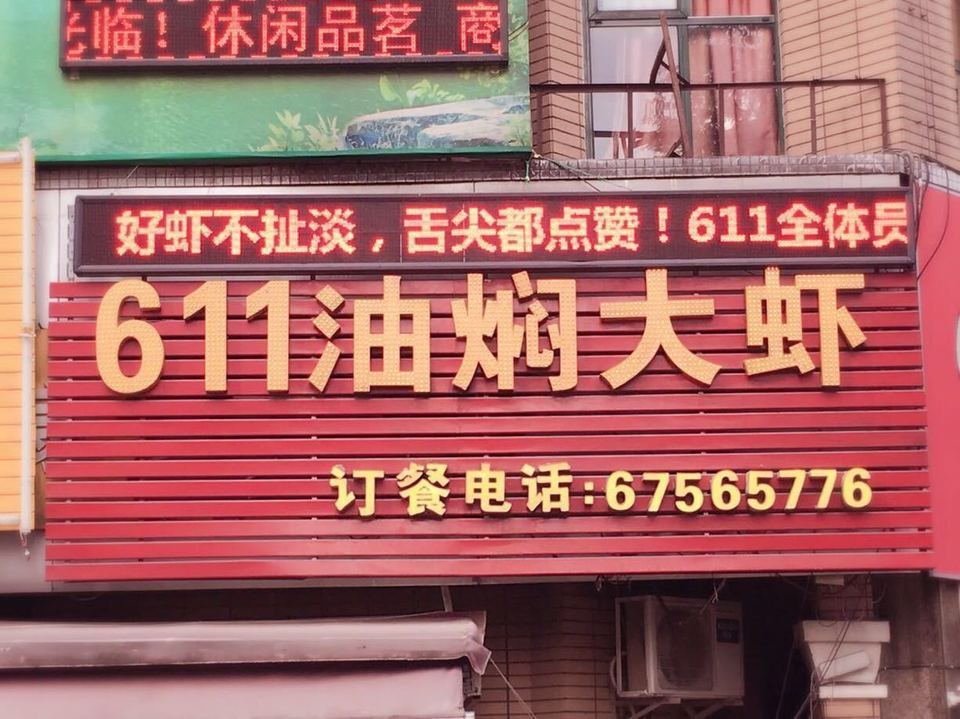 临！休闲品茗 商
好虾不扯淡，舌尖都点赞！611全体员
611油焖大虾
订餐电话:67565776